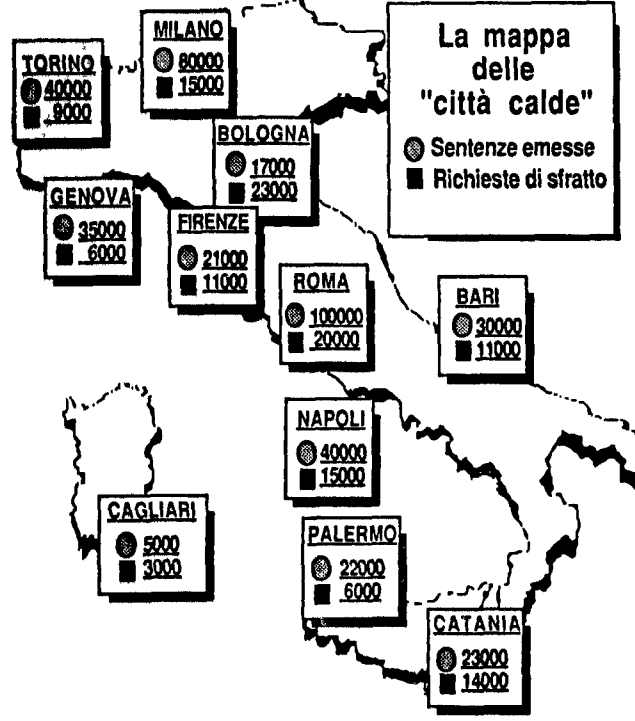 La mappa
delle
"città calde"
Sentenze emesse
Richieste di sfratto
MILANO
80000
15000
TORINO
40000
9000
BOLOGNA
17000
23000
GENOVA
35000
6000
FIRENZE
21000
11000
ROMA
100000
20000
BARI
30000
11000
NAPOLI
40000
15000
CAGLIARI
5000
3000
PALERMO
22000
6000
CATANIA
23000
14000